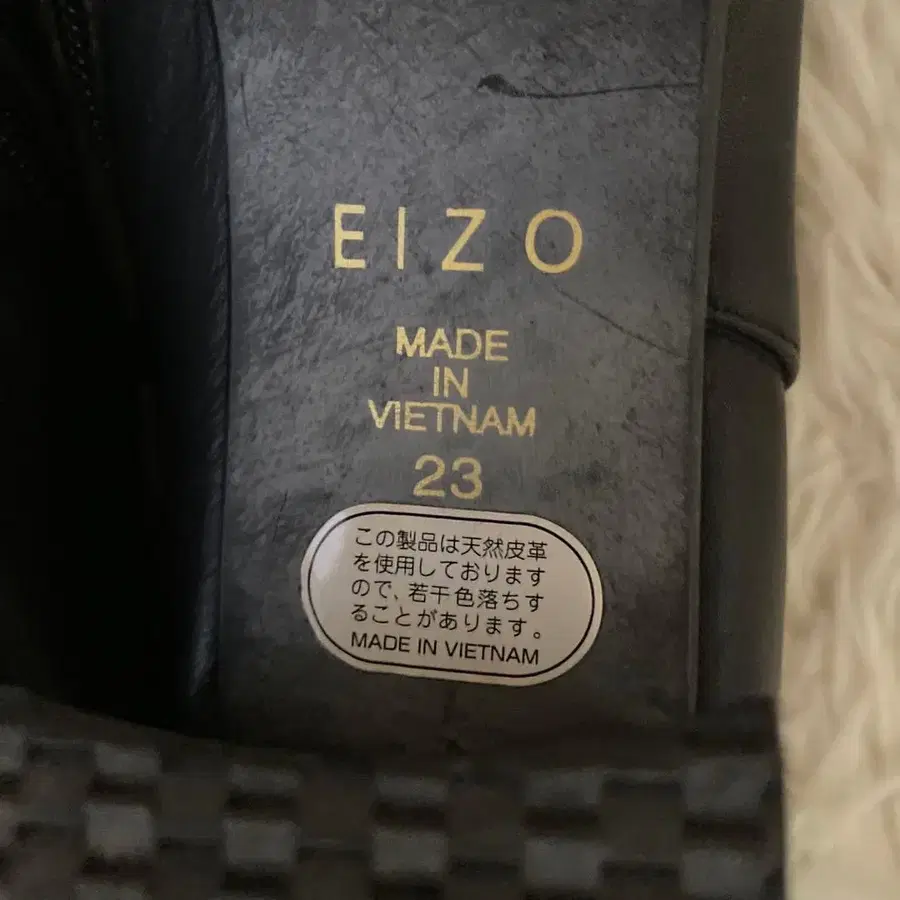 EIZO
MADE
IN
VIETNAM
23
この製品は天然皮革
を使用しております
ので、若干色落ちす
ることがあります。
MADE IN VIETNAM